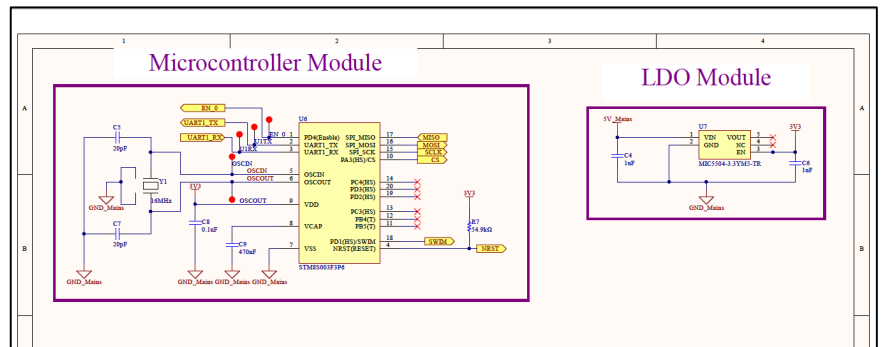 1 2 3 4
Microcontroller Module
LDO Module
A A
U6
EN_0
UART1_TX
UART1_RX
EN_0
U1TX
U1RX
1 PD4(Enable) SPI_MISO 17 MISO
2 UART1_TX SPI_MOSI 16 MOSI
3 UART1_RX SPI_SCK 15 SCLK
PA3(HS)/CS 10 CS
C5
20pF
OSCIN
OSCIN 5 OSCIN
OSCOUT 6 OSCOUT
PC4(HS) 14
PD3(HS) 20
PD2(HS) 19
Y1
16MHz
GND_Mains
3V3
OSCOUT
9 VDD
PC3(HS) 13
PB4(T) 12
PB5(T) 11
3V3
R7
54.9kΩ
C7
20pF
C8
0.1uF
8 VCAP
C9
470nF
7 VSS
PD1(HS)/SWIM 18 SWIM
NRST(RESET) 4 NRST
STM8S003F3P6
GND_Mains GND_Mains GND_Mains GND_Mains
5V_Mains
U7
3V3
1 VIN VOUT 5
2 GND NC 4
EN 3
MIC5504-3.3YM5-TR
C4
1uF
C6
1uF
GND_Mains
B B